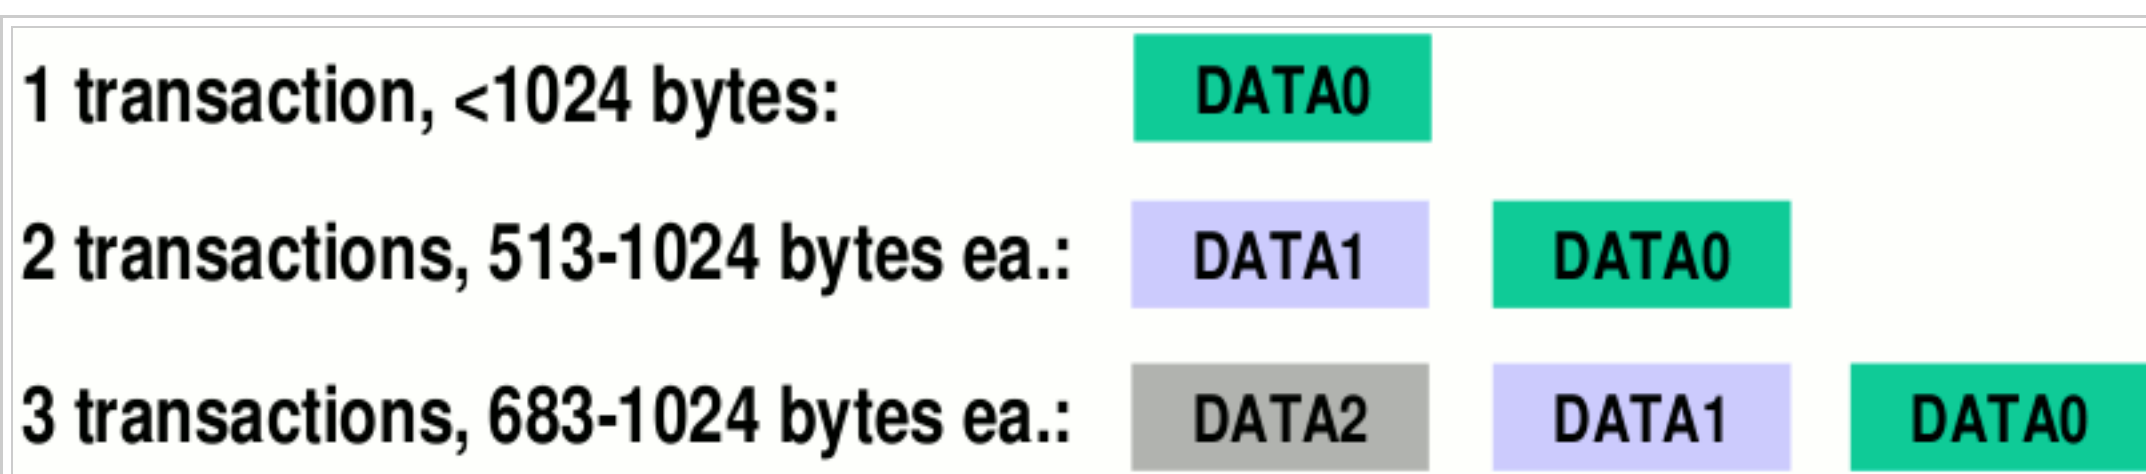 1 transaction, <1024 bytes: DATA0
2 transactions, 513-1024 bytes ea.: DATA1 DATA0
3 transactions, 683-1024 bytes ea.: DATA2 DATA1 DATA0